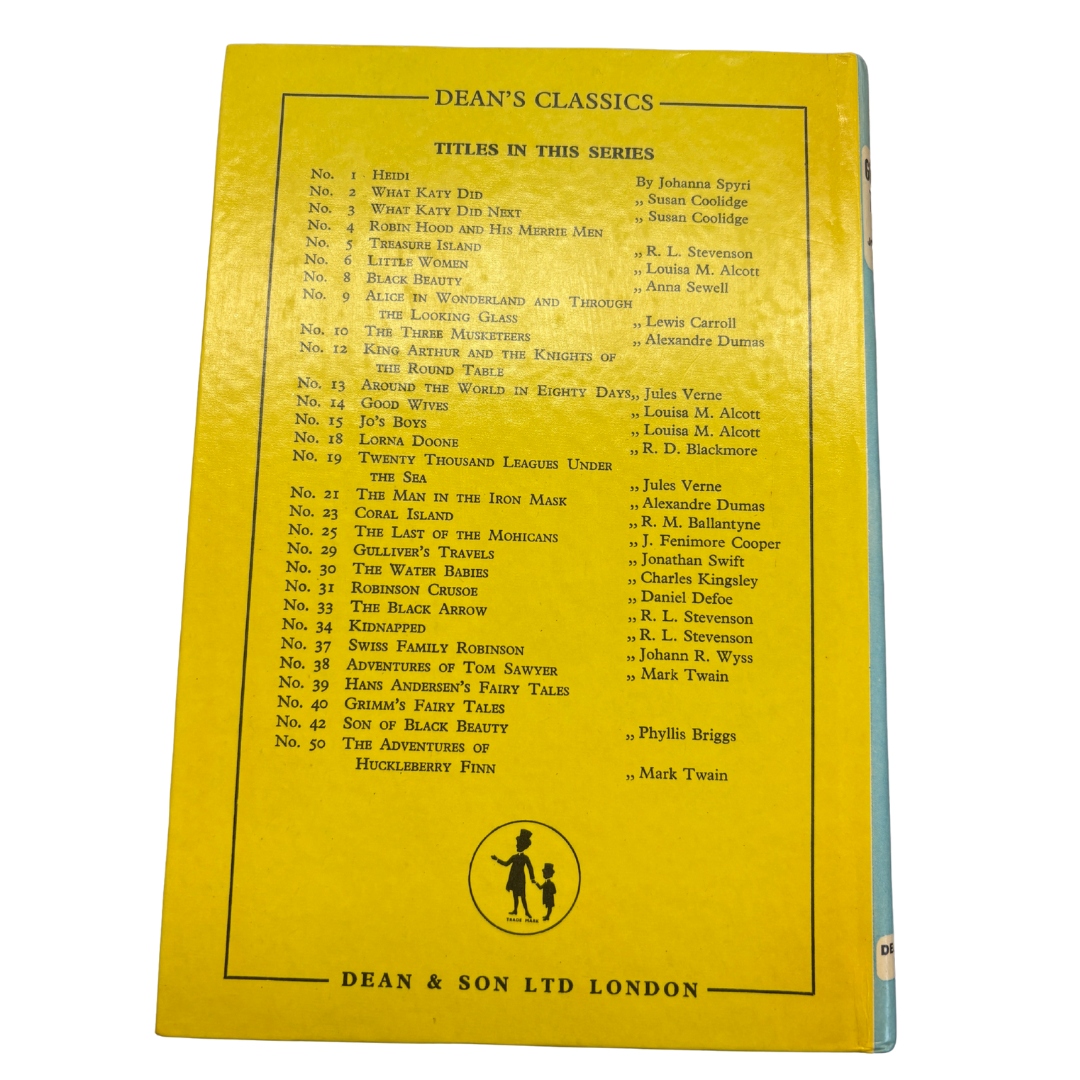 DEAN'S CLASSICS
TITLES IN THIS SERIES
No. 1 HEIDI By Johanna Spyri
No. 2 WHAT KATY DID ,, Susan Coolidge
No. 3 WHAT KATY DID NEXT ,, Susan Coolidge
No. 4 ROBIN HOOD AND HIS MERRIE MEN
No. 5 TREASURE ISLAND ,, R. L. Stevenson
No. 6 LITTLE WOMEN ,, Louisa M. Alcott
No. 8 BLACK BEAUTY ,, Anna Sewell
No. 9 ALICE IN WONDERLAND AND THROUGH
THE LOOKING GLASS ,, Lewis Carroll
No. 10 THE THREE MUSKETEERS ,, Alexandre Dumas
No. 12 KING ARTHUR AND THE KNIGHTS OF
THE ROUND TABLE
No. 13 AROUND THE WORLD IN EIGHTY DAYS ,, Jules Verne
No. 14 GOOD WIVES ,, Louisa M. Alcott
No. 15 JO'S BOYS ,, Louisa M. Alcott
No. 18 LORNA DOONE ,, R. D. Blackmore
No. 19 TWENTY THOUSAND LEAGUES UNDER
THE SEA ,, Jules Verne
No. 21 THE MAN IN THE IRON MASK ,, Alexandre Dumas
No. 23 CORAL ISLAND ,, R. M. Ballantyne
No. 25 THE LAST OF THE MOHICANS ,, J. Fenimore Cooper
No. 29 GULLIVER'S TRAVELS ,, Jonathan Swift
No. 30 THE WATER BABIES ,, Charles Kingsley
No. 31 ROBINSON CRUSOE ,, Daniel Defoe
No. 33 THE BLACK ARROW ,, R. L. Stevenson
No. 34 KIDNAPPED ,, R. L. Stevenson
No. 37 SWISS FAMILY ROBINSON ,, Johann R. Wyss
No. 38 ADVENTURES OF TOM SAWYER ,, Mark Twain
No. 39 HANS ANDERSEN'S FAIRY TALES
No. 40 GRIMM'S FAIRY TALES
No. 42 SON OF BLACK BEAUTY ,, Phyllis Briggs
No. 50 THE ADVENTURES OF
HUCKLEBERRY FINN ,, Mark Twain
TRADE MARK
DEAN & SON LTD LONDON